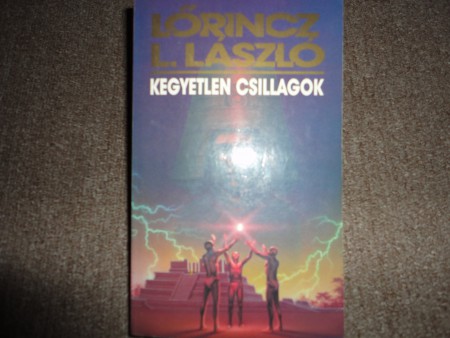 LŐRINCZ
L. LÁSZLÓ
KEGYETLEN CSILLAGOK